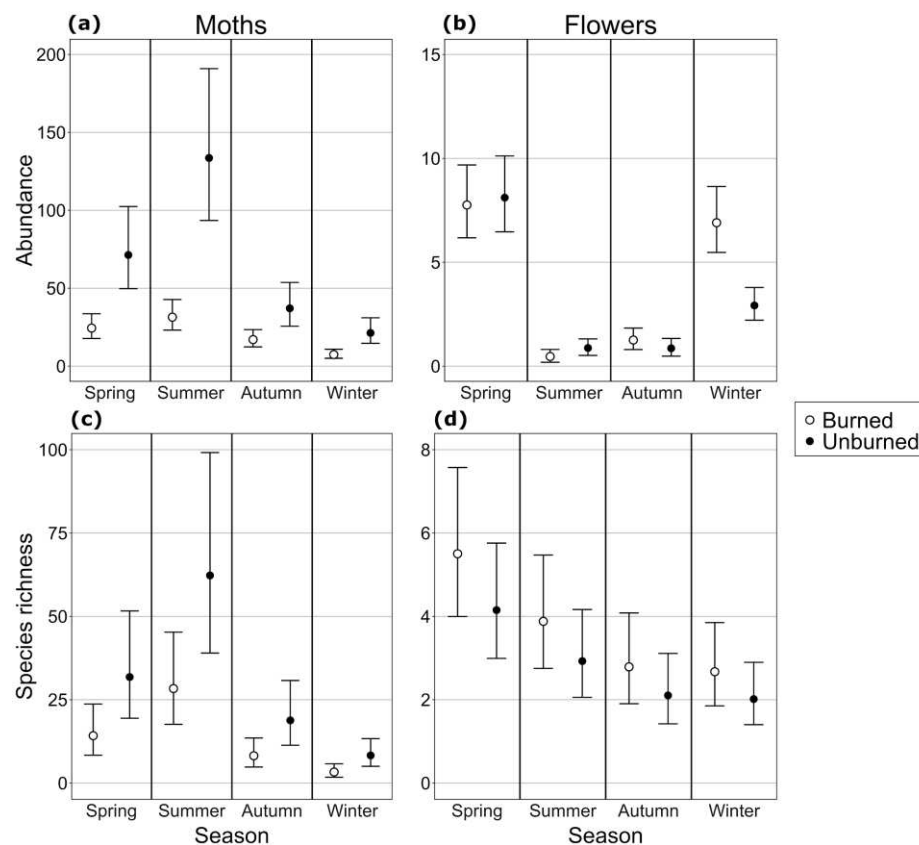 (a) Moths
(b) Flowers
Abundance
200
150
100
50
0
15
10
5
0
Spring Summer Autumn Winter
Spring Summer Autumn Winter
(c)
(d)
Burned
Unburned
Species richness
100
75
50
25
0
8
6
4
2
0
Spring Summer Autumn Winter
Spring Summer Autumn Winter
Season
Season